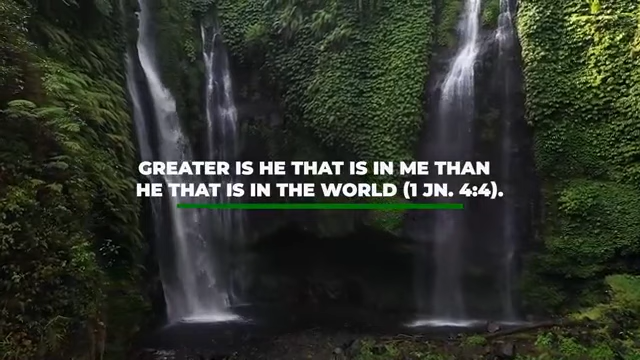 GREATER IS HE THAT IS IN ME THAN
HE THAT IS IN THE WORLD (1 JN. 4:4).